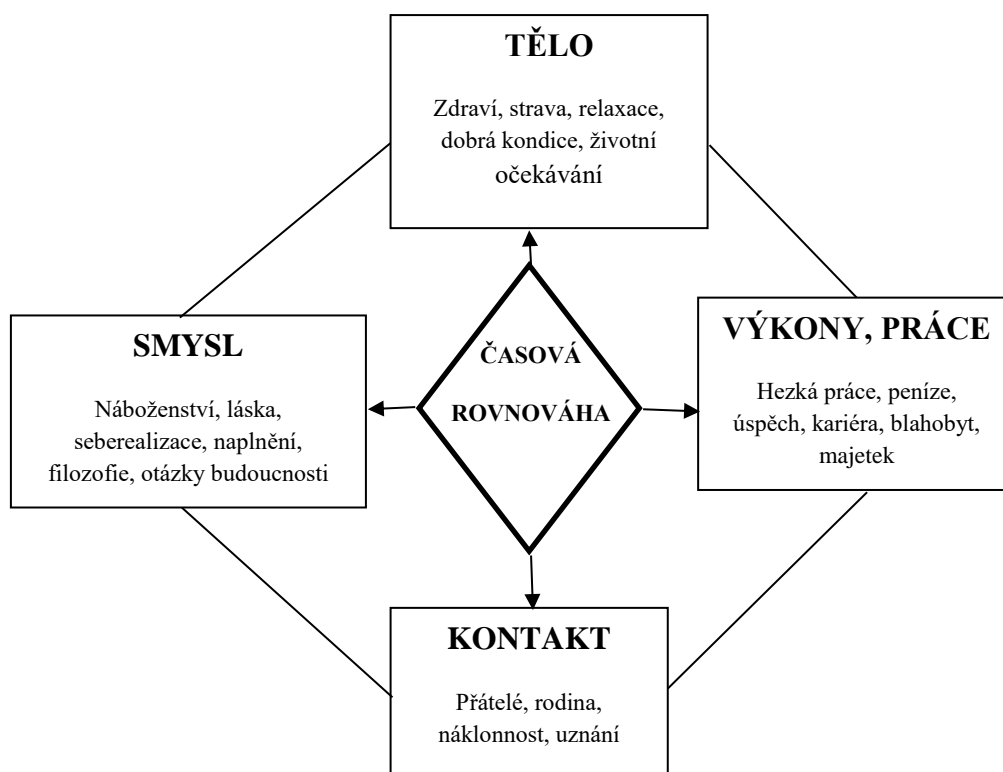 TĚLO
Zdraví, strava, relaxace,
dobrá kondice, životní
očekávání
SMYSL
Náboženství, láska,
seberealizace, naplnění,
filozofie, otázky budoucnosti
ČASOVÁ
ROVNOVÁHA
VÝKONY, PRÁCE
Hezká práce, peníze,
úspěch, kariéra, blahobyt,
majetek
KONTAKT
Přátelé, rodina,
náklonnost, uznání